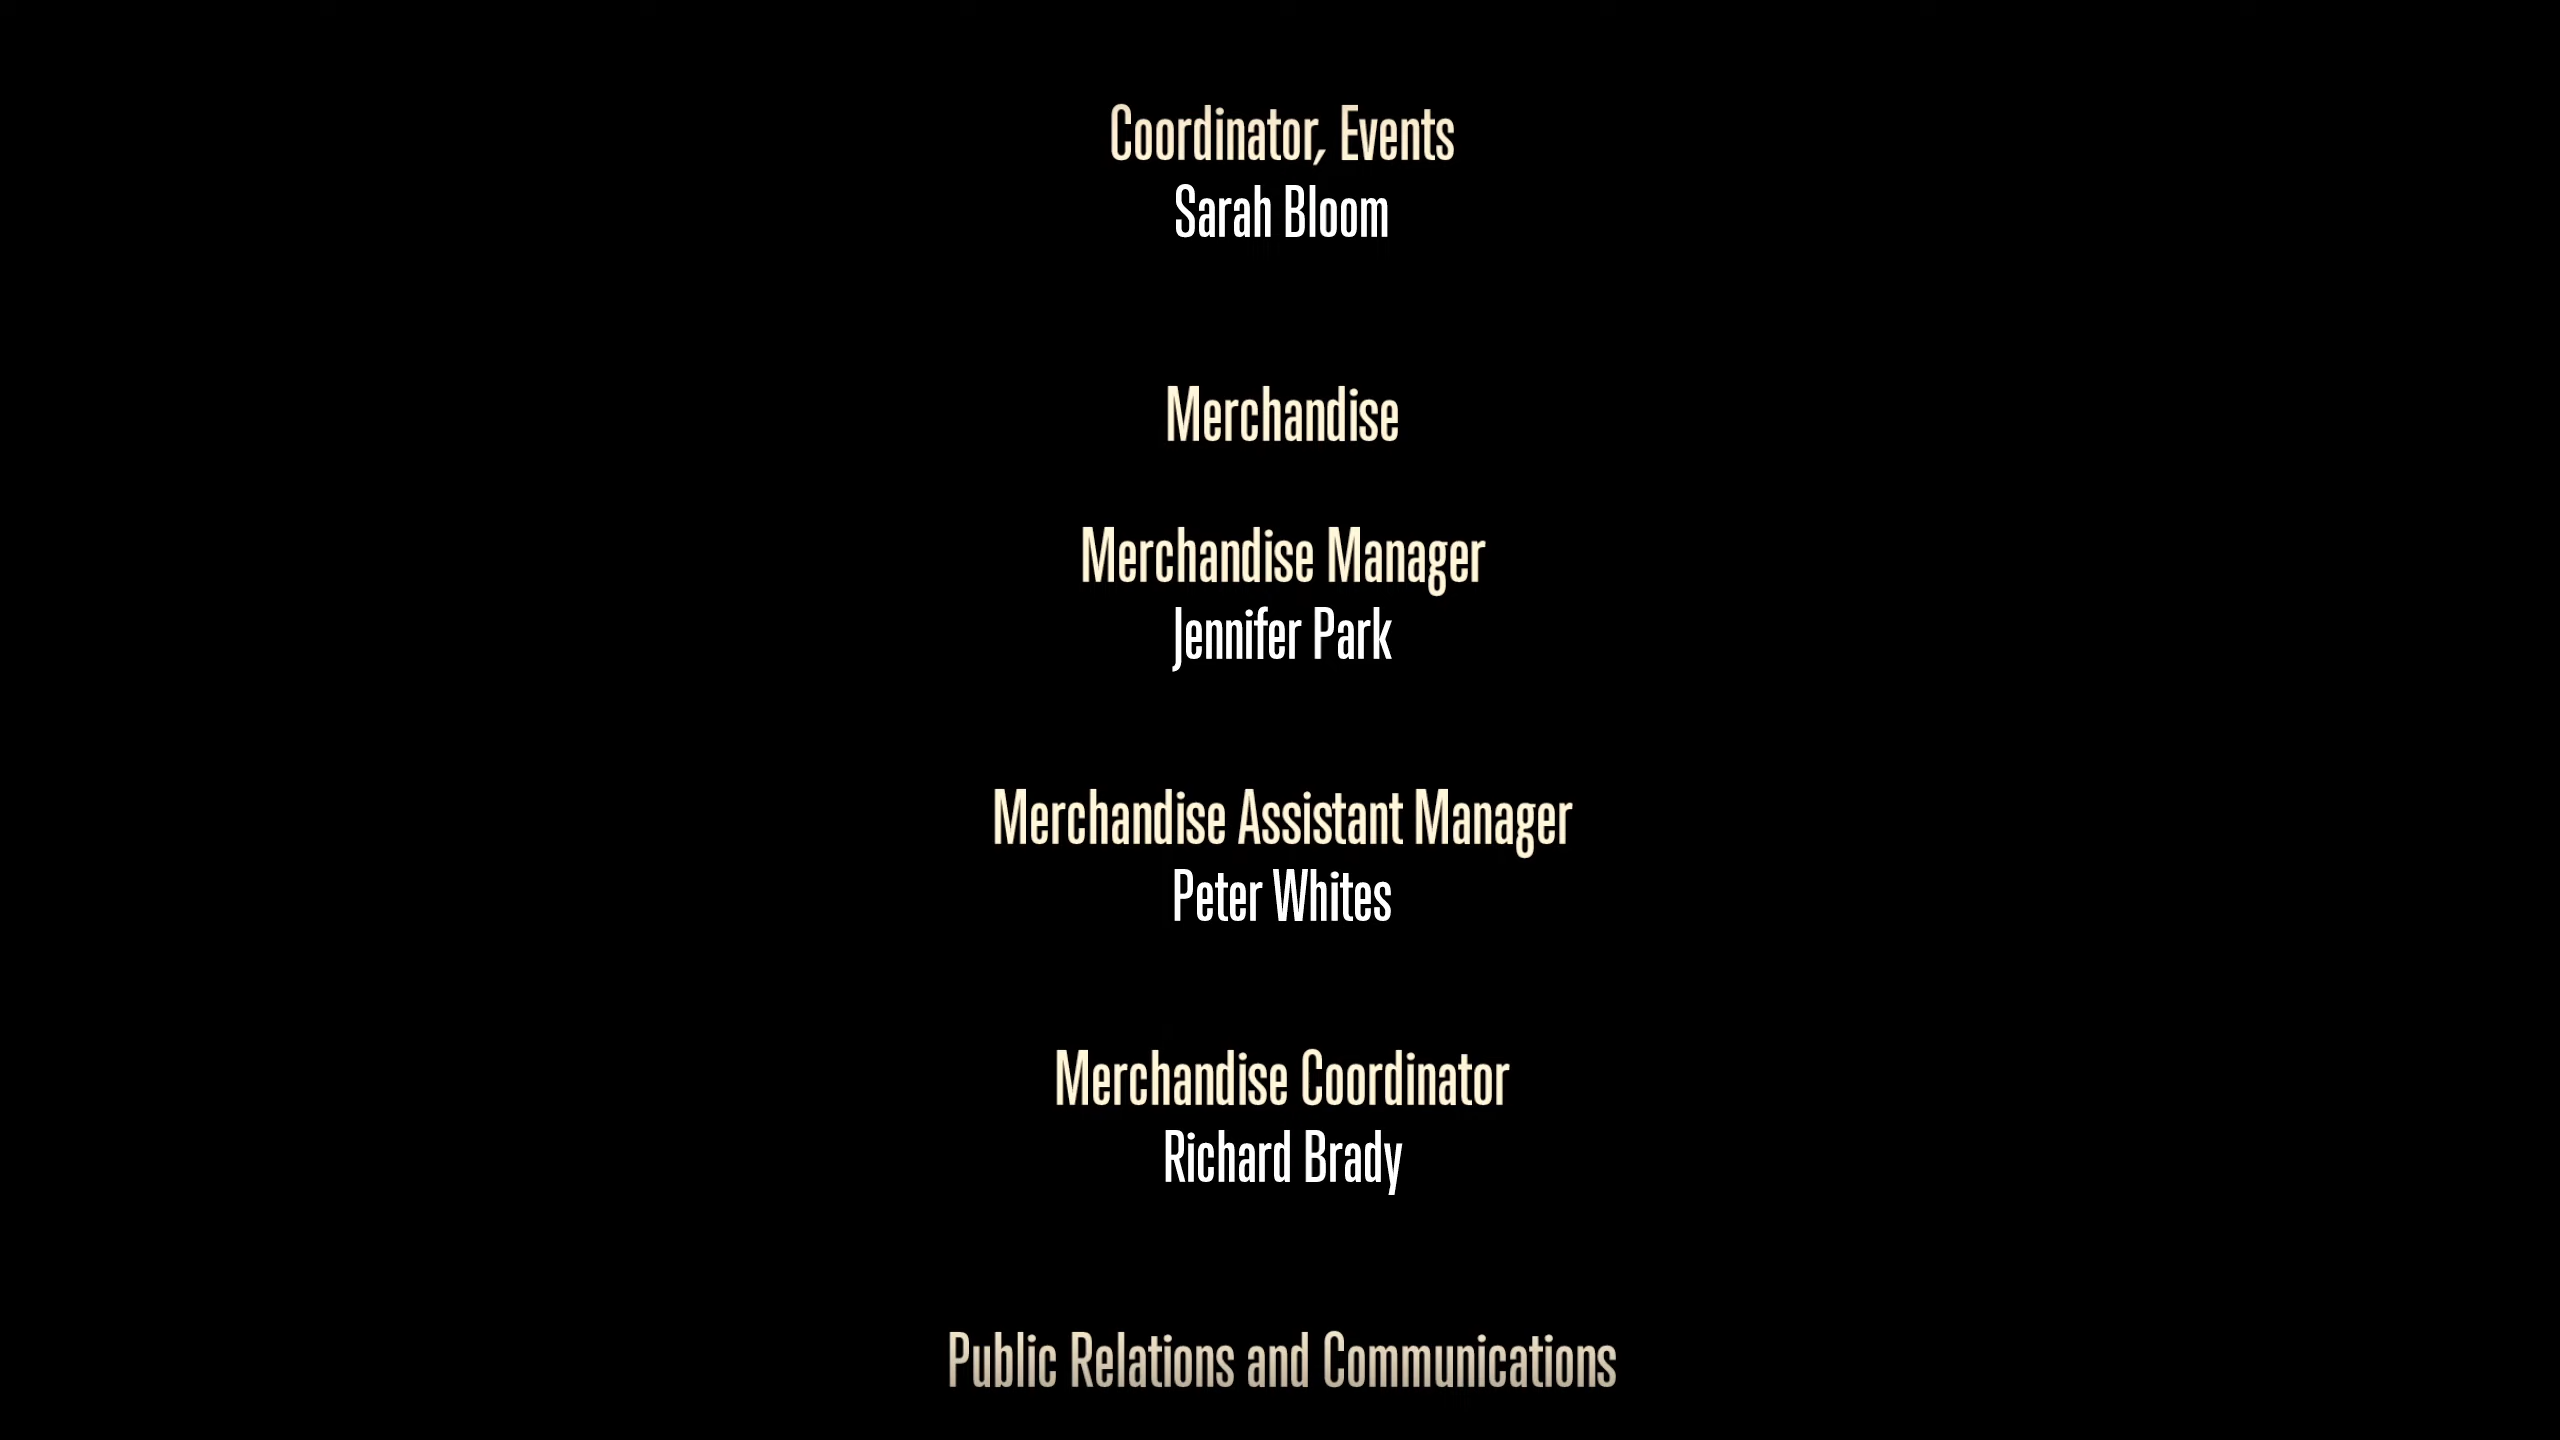 Coordinator, Events
Sarah Bloom
Merchandise
Merchandise Manager
Jennifer Park
Merchandise Assistant Manager
Peter Whites
Merchandise Coordinator
Richard Brady
Public Relations and Communications